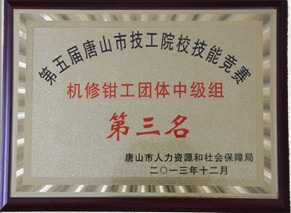 第五届唐山市技工院校技能竞赛
机修钳工团体中级组
第三名
唐山市人力资源和社会保障局
二〇一三年十二月